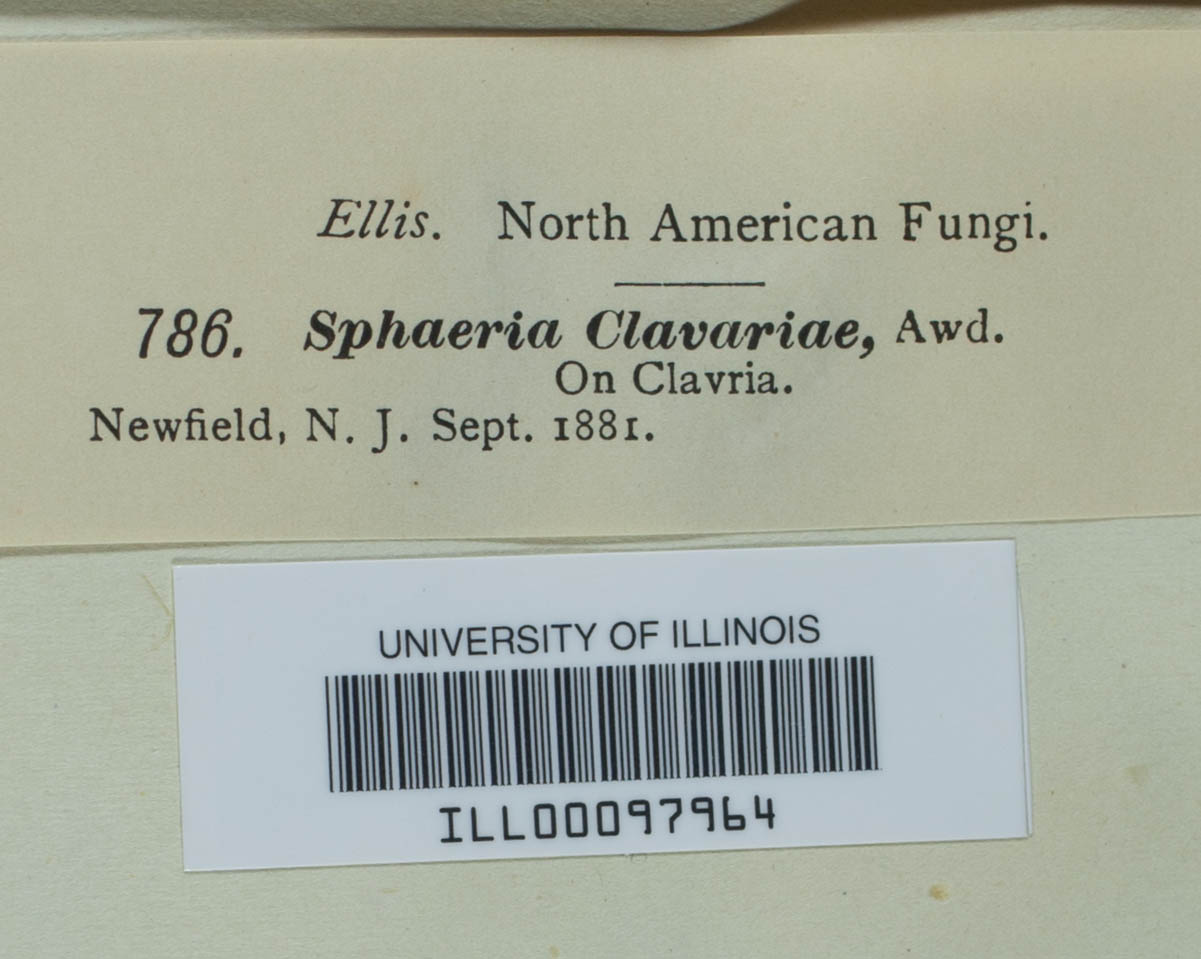 Ellis. North American Fungi.
786. Sphaeria Clavariae, Awd.
On Clavria.
Newfield, N. J. Sept. 1881.
UNIVERSITY OF ILLINOIS
ILL00097964